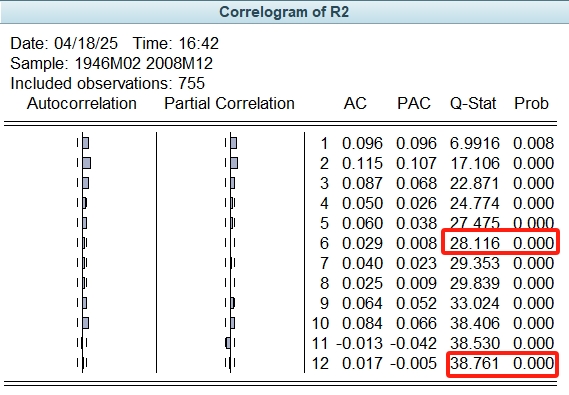 Correlogram of R2
Date: 04/18/25 Time: 16:42
Sample: 1946M02 2008M12
Included observations: 755
Autocorrelation Partial Correlation AC PAC Q-Stat Prob
1 0.096 0.096 6.9916 0.008
2 0.115 0.107 17.106 0.000
3 0.087 0.068 22.871 0.000
4 0.050 0.026 24.774 0.000
5 0.060 0.038 27.475 0.000
6 0.029 0.008 28.116 0.000
7 0.040 0.023 29.353 0.000
8 0.025 0.009 29.839 0.000
9 0.064 0.052 33.024 0.000
10 0.084 0.066 38.406 0.000
11 -0.013 -0.042 38.530 0.000
12 0.017 -0.005 38.761 0.000